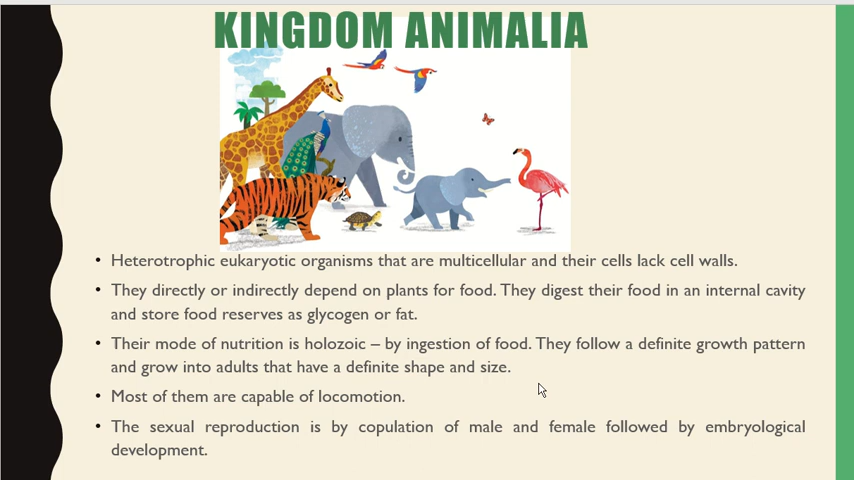 KINGDOM ANIMALIA
• Heterotrophic eukaryotic organisms that are multicellular and their cells lack cell walls.
• They directly or indirectly depend on plants for food. They digest their food in an internal cavity
and store food reserves as glycogen or fat.
• Their mode of nutrition is holozoic – by ingestion of food. They follow a definite growth pattern
and grow into adults that have a definite shape and size.
• Most of them are capable of locomotion.
• The sexual reproduction is by copulation of male and female followed by embryological
development.